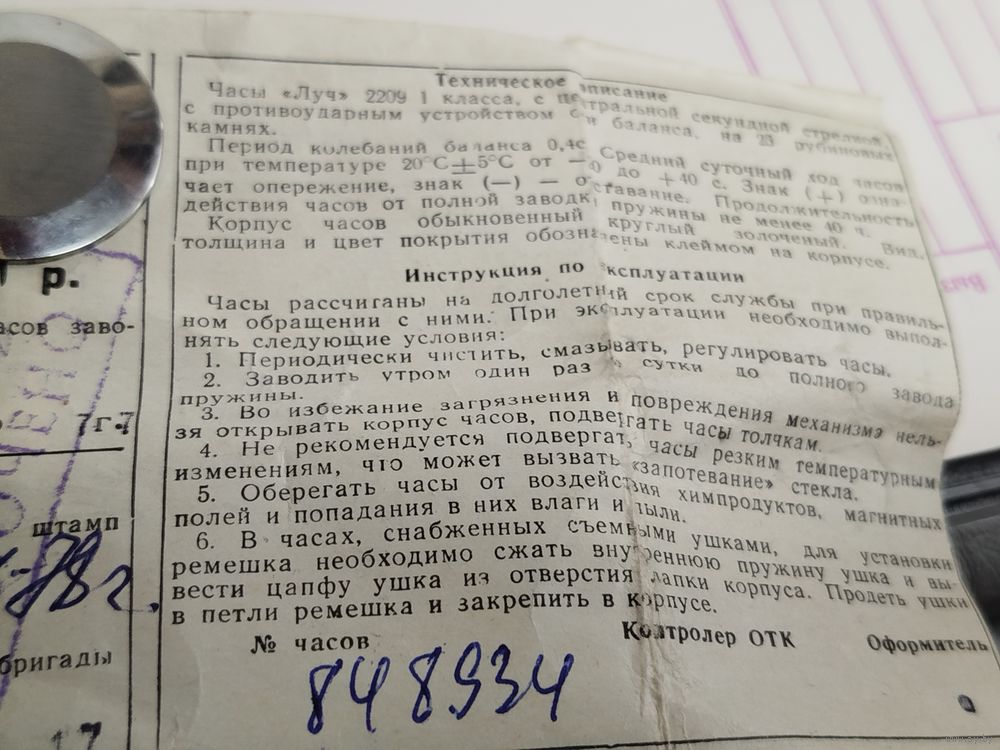 Техническое описание
Часы «Луч» 2209 1 класса, с центральной секундной стрелкой,
с противоударным устройством баланса, на 23 рубиновых
камнях.
Период колебаний баланса 0,4с Средний суточный ход часов
при температуре 20°С±5°С от до +40 с. Знак (+) озна-
чает опережение, знак (—) — отставание. Продолжительность
действия часов от полной заводки пружины не менее 40 ч.
Корпус часов обыкновенный круглый золоченый. Вид,
толщина и цвет покрытия обозначены клеймом на корпусе.
Инструкция по эксплуатации
Часы рассчитаны на долголетний срок службы при правиль-
ном обращении с ними. При эксплуатации необходимо выпол-
нять следующие условия:
1. Периодически чистить, смазывать, регулировать часы.
2. Заводить утром один раз в сутки до полного завода
пружины.
3. Во избежание загрязнения и повреждения механизма нель-
зя открывать корпус часов, подвергать часы толчкам.
4. Не рекомендуется подвергать часы резким температурным
изменениям, что может вызвать «запотевание» стекла.
5. Оберегать часы от воздействия химпродуктов, магнитных
полей и попадания в них влаги и пыли.
6. В часах, снабженных съемными ушками, для установки
ремешка необходимо сжать внутреннюю пружину ушка и вы-
вести цапфу ушка из отверстия лапки корпуса. Продеть ушки
в петли ремешка и закрепить в корпусе.
№ часов Контролер ОТК Оформитель
848934
р.
асов заво-
7г.7
штамп
78г.
бригады
17